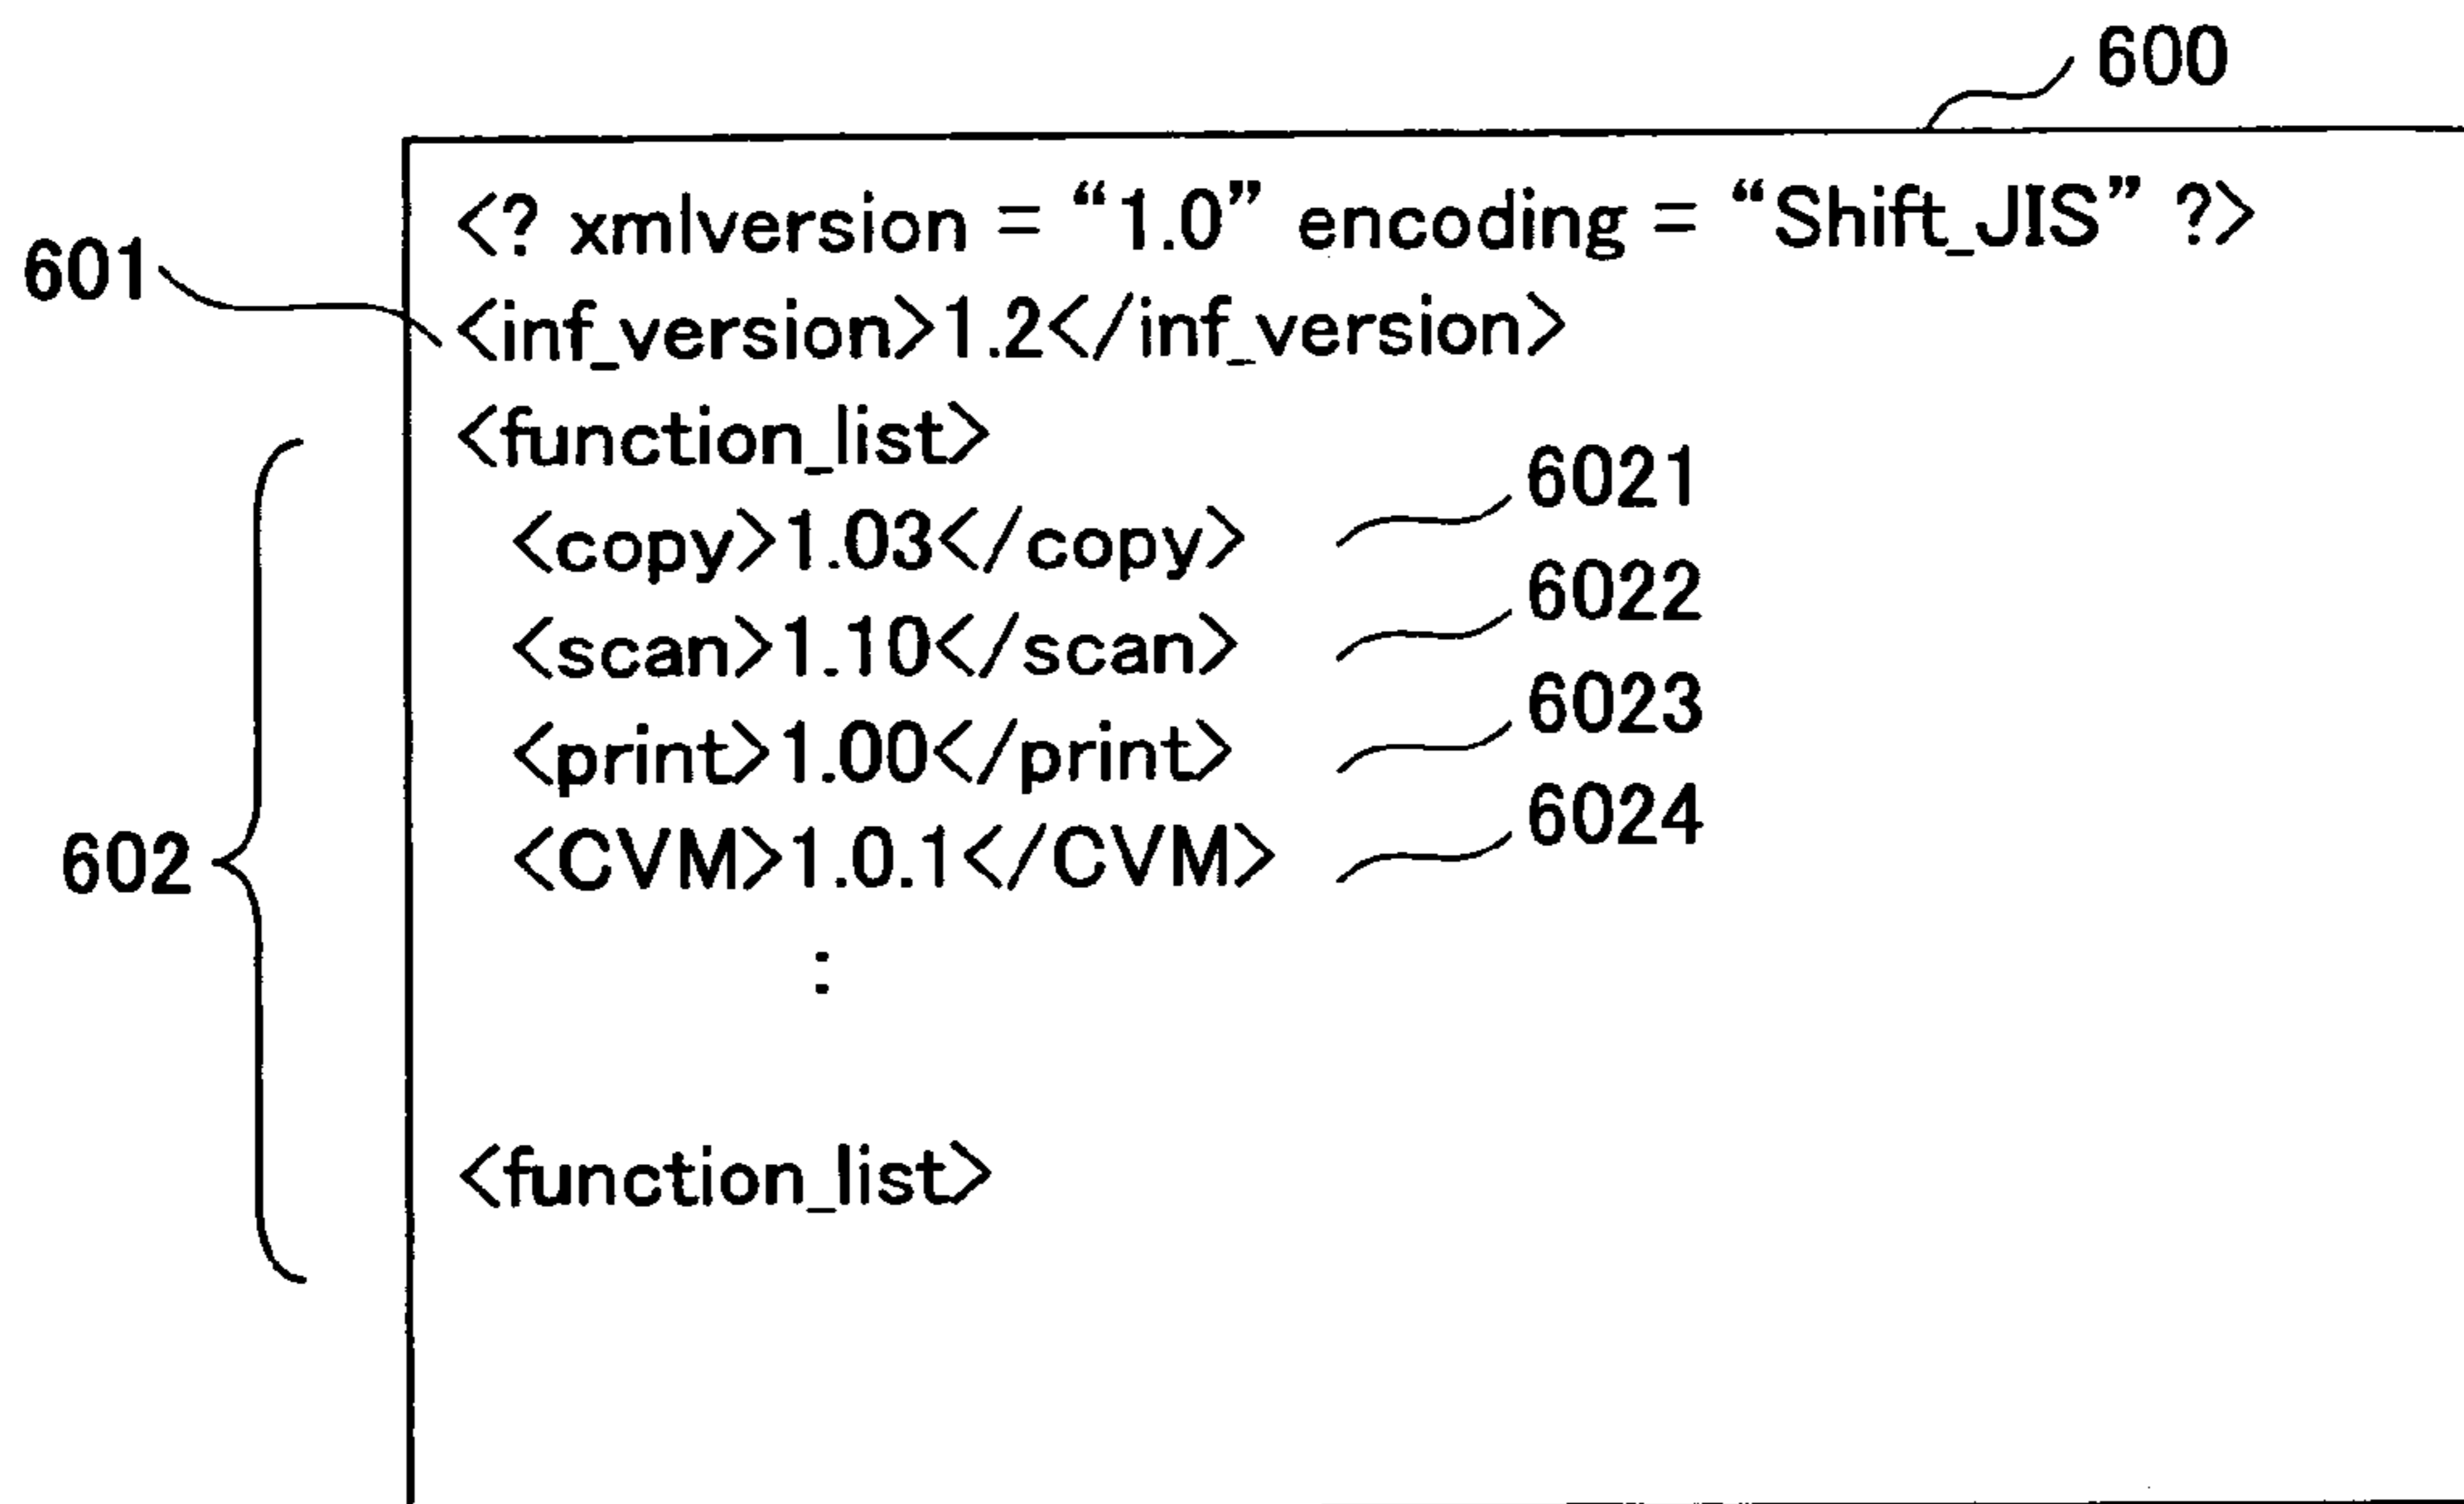 600
<? xmlversion = “1.0” encoding = “Shift_JIS” ?>
601
<inf_version>1.2</inf_version>
<function_list>
<copy>1.03</copy> 6021
<scan>1.10</scan> 6022
<print>1.00</print> 6023
<CVM>1.0.1</CVM> 6024
602
:
<function_list>